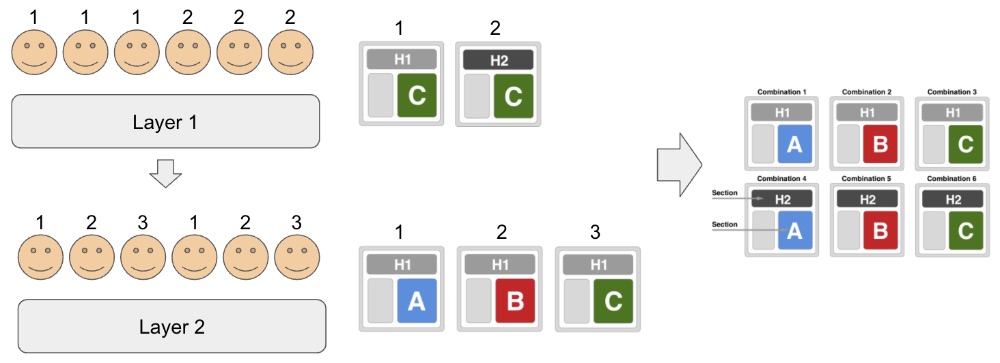 1 1 1 2 2 2
1 2
H1 H2
C C
Layer 1
Combination 1 Combination 2 Combination 3
H1 H1 H1
A B C
Combination 4 Combination 5 Combination 6
Section H2 H2 H2
Section A B C
1 2 3 1 2 3
1 2 3
H1 H1 H1
A B C
Layer 2